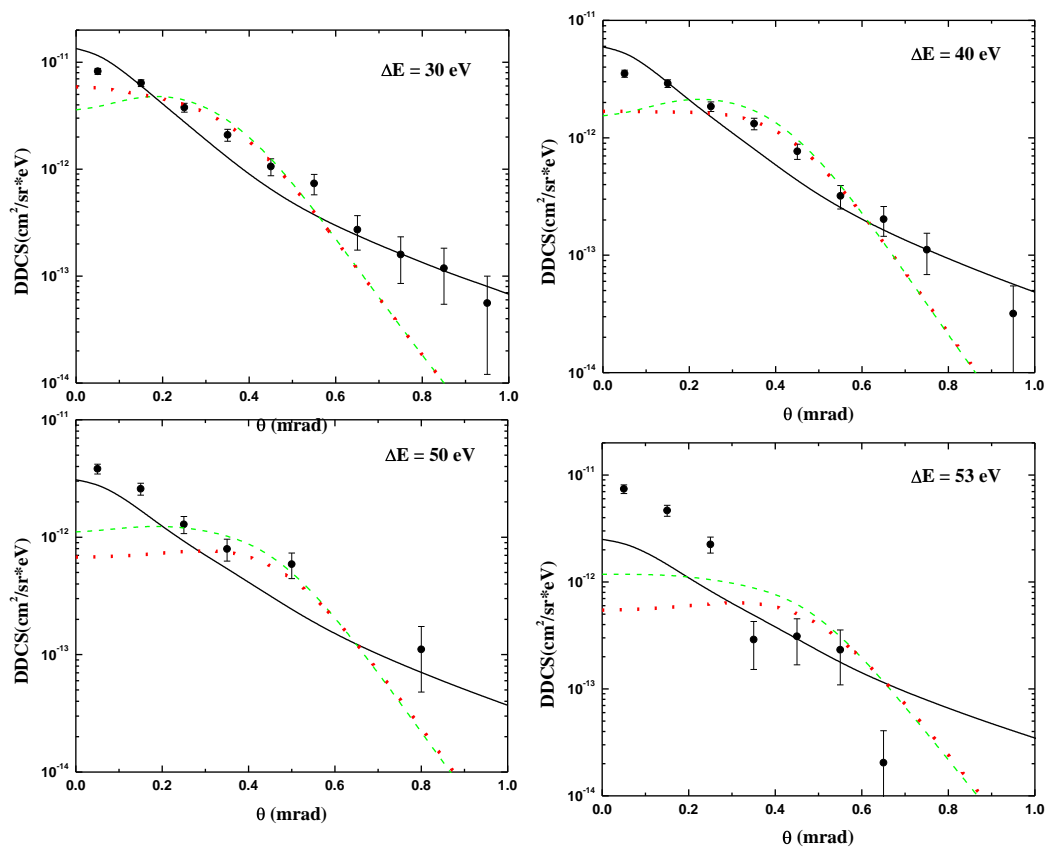 ΔE = 30 eV
DDCS(cm²/sr*eV)
10⁻¹¹
10⁻¹²
10⁻¹³
10⁻¹⁴
0.0 0.2 0.4 0.6 0.8 1.0
θ (mrad)
ΔE = 40 eV
DDCS(cm²/sr*eV)
10⁻¹¹
10⁻¹²
10⁻¹³
10⁻¹⁴
0.0 0.2 0.4 0.6 0.8 1.0
θ (mrad)
ΔE = 50 eV
DDCS(cm²/sr*eV)
10⁻¹¹
10⁻¹²
10⁻¹³
10⁻¹⁴
0.0 0.2 0.4 0.6 0.8 1.0
θ (mrad)
ΔE = 53 eV
DDCS(cm²/sr*eV)
10⁻¹¹
10⁻¹²
10⁻¹³
10⁻¹⁴
0.0 0.2 0.4 0.6 0.8 1.0
θ (mrad)